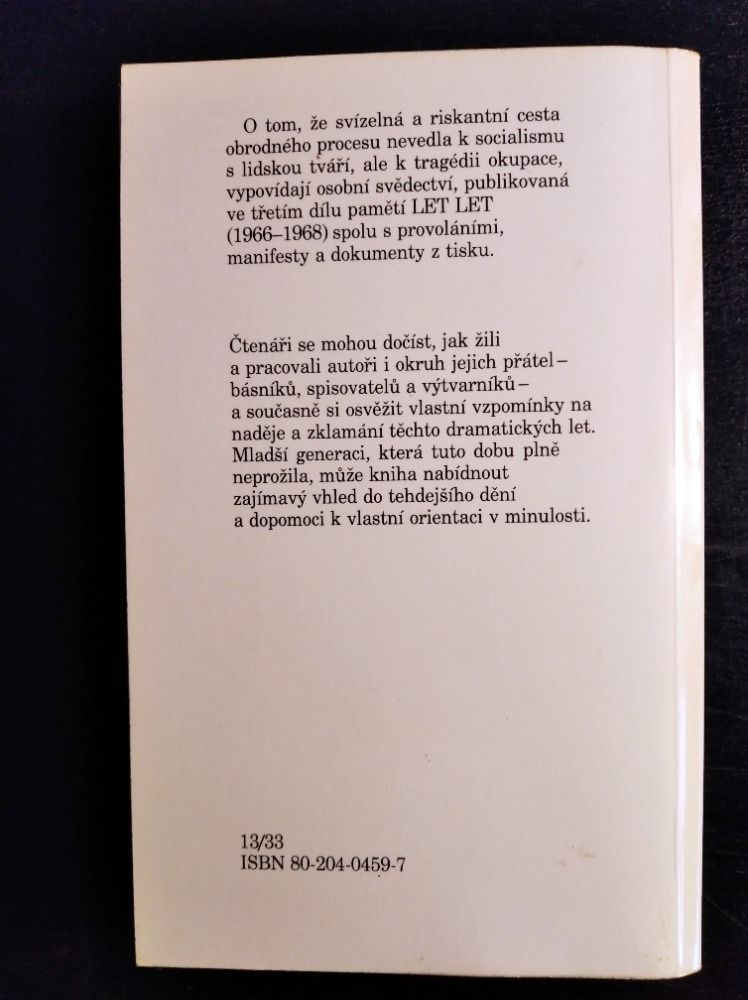 O tom, že svízelná a riskantní cesta
obrodného procesu nevedla k socialismu
s lidskou tváří, ale k tragédii okupace,
vypovídají osobní svědectví, publikovaná
ve třetím dílu pamětí LET LET
(1966–1968) spolu s provoláními,
manifesty a dokumenty z tisku.
Čtenáři se mohou dočíst, jak žili
a pracovali autoři i okruh jejich přátel –
básníků, spisovatelů a výtvarníků –
a současně si osvěžit vlastní vzpomínky na
naděje a zklamání těchto dramatických let.
Mladší generaci, která tuto dobu plně
neprožila, může kniha nabídnout
zajímavý vhled do tehdejšího dění
a dopomoci k vlastní orientaci v minulosti.
13/33
ISBN 80-204-0459-7